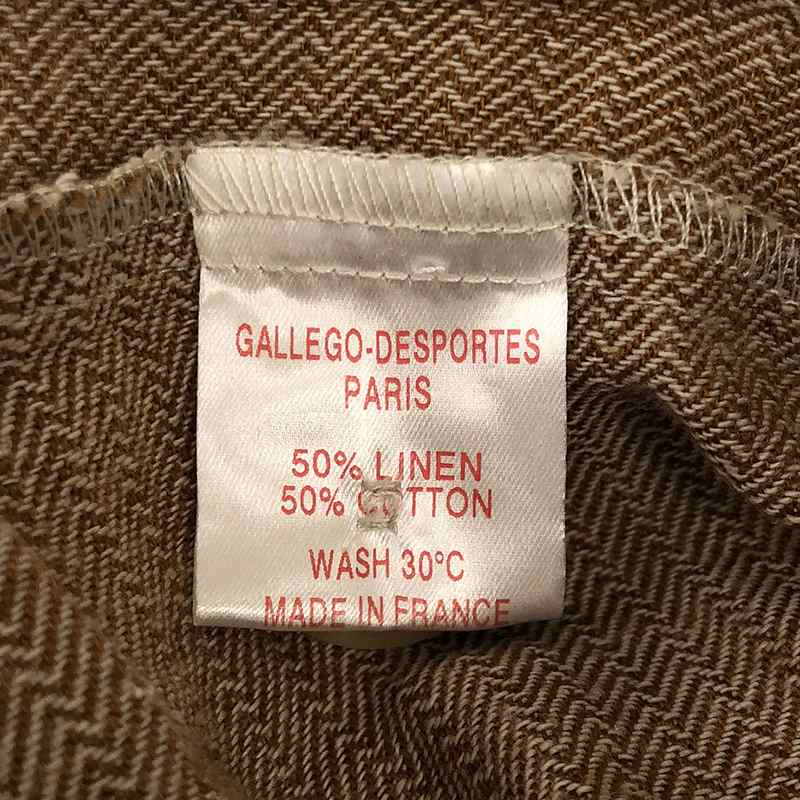 GALLEGO-DESPORTES
PARIS
50% LINEN
50% COTTON
WASH 30°C
MADE IN FRANCE